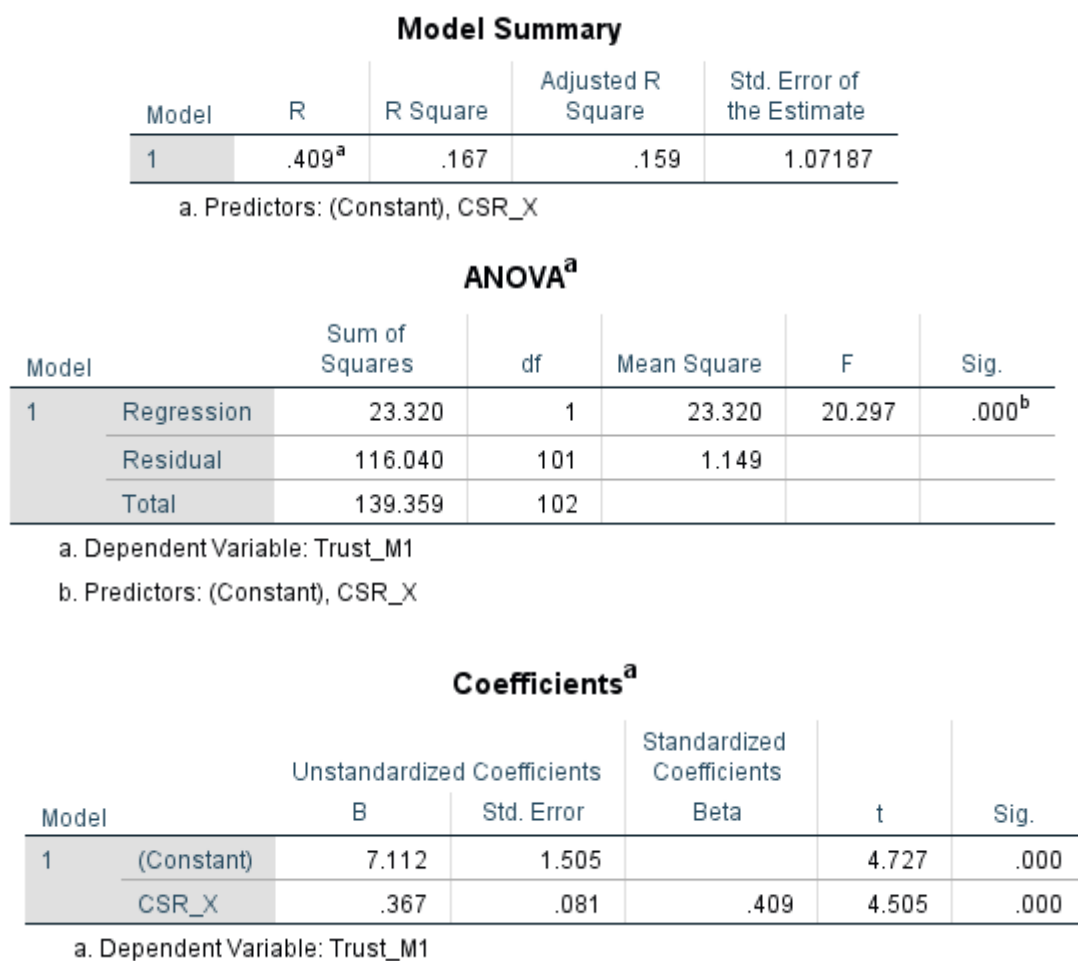 Model Summary
Model R R Square Adjusted R Square Std. Error of the Estimate
1 .409a .167 .159 1.07187
a. Predictors: (Constant), CSR_X
ANOVAa
Model Sum of Squares df Mean Square F Sig.
1 Regression 23.320 1 23.320 20.297 .000b
Residual 116.040 101 1.149
Total 139.359 102
a. Dependent Variable: Trust_M1
b. Predictors: (Constant), CSR_X
Coefficientsa
Unstandardized Coefficients Standardized Coefficients
Model B Std. Error Beta t Sig.
1 (Constant) 7.112 1.505 4.727 .000
CSR_X .367 .081 .409 4.505 .000
a. Dependent Variable: Trust_M1